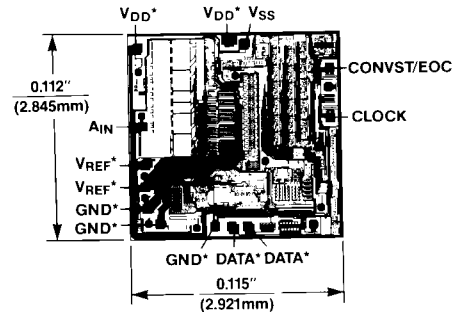 VDD*
VDD* VSS
0.112"
(2.845mm)
CONVST/EOC
CLOCK
AIN
VREF*
VREF*
GND*
GND*
GND* DATA* DATA*
0.115"
(2.921mm)